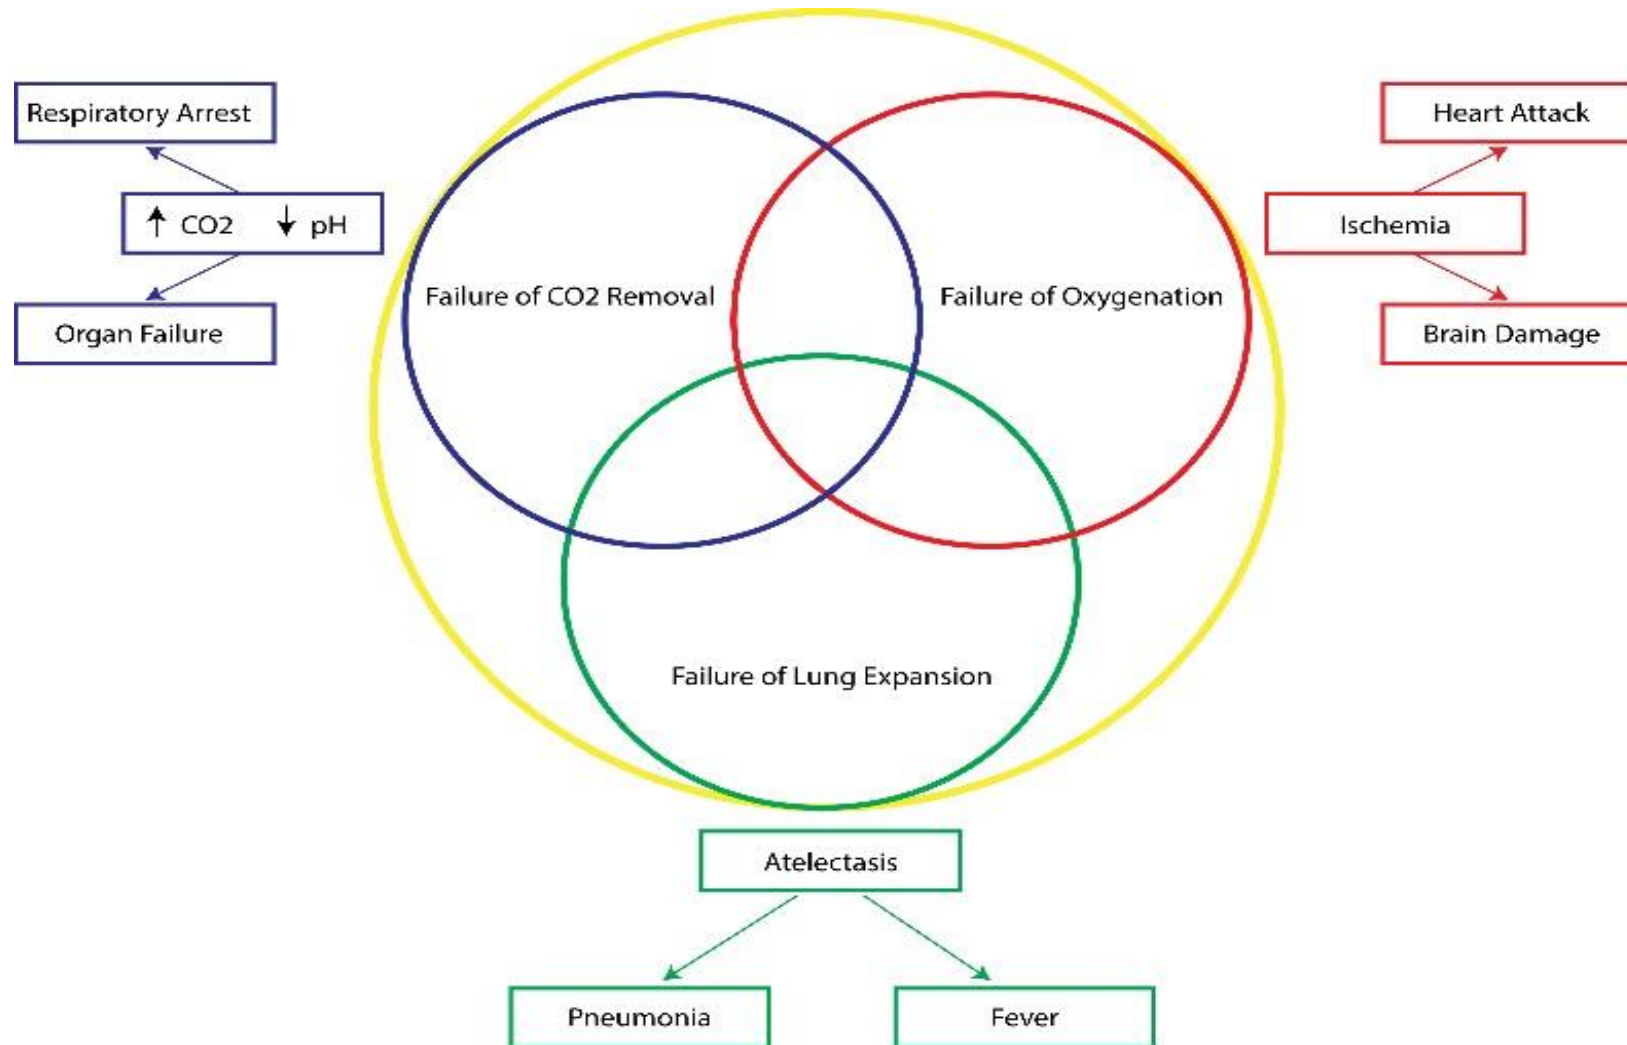 Respiratory Arrest
↑ CO2 ↓ pH
Organ Failure
Heart Attack
Ischemia
Brain Damage
Failure of CO2 Removal
Failure of Oxygenation
Failure of Lung Expansion
Atelectasis
Pneumonia
Fever